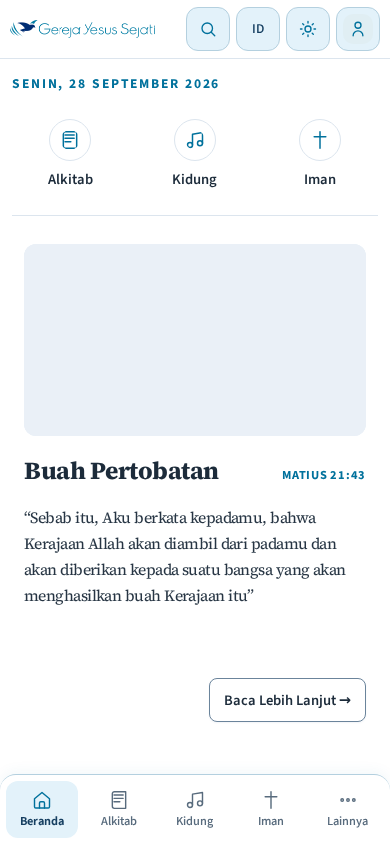 Gereja Yesus Sejati
ID
SENIN, 28 SEPTEMBER 2026
Alkitab
Kidung
Iman
Buah Pertobatan
MATIUS 21:43
“Sebab itu, Aku berkata kepadamu, bahwa
Kerajaan Allah akan diambil dari padamu dan
akan diberikan kepada suatu bangsa yang akan
menghasilkan buah Kerajaan itu”
Baca Lebih Lanjut →
Beranda
Alkitab
Kidung
Iman
Lainnya